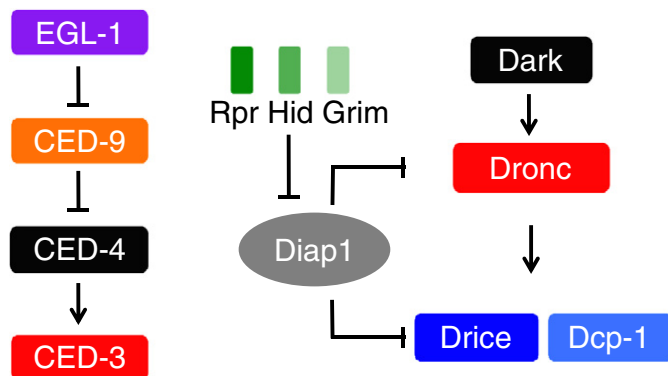 EGL-1
CED-9
CED-4
CED-3
Rpr Hid Grim
Diap1
Dark
Dronc
Drice Dcp-1